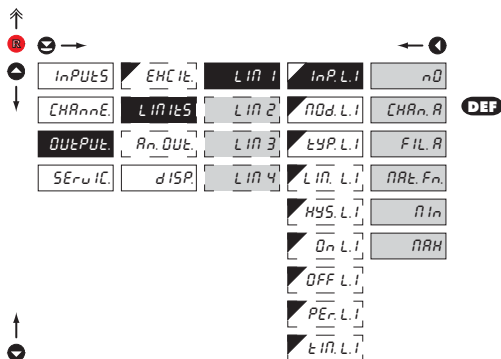 R
InPUtS EHCIt. LIM 1 InP. L.1 nO
CHAnnE. LIMItS LIM 2 MOd. L.1 CHAn. A DEF
OUtPUt. An. OUt. LIM 3 tYP. L.1 FIL. A
SErvIC. dISP. LIM 4 LIM. L.1 MAt. Fn.
HYS. L.1 MIn
On L.1 MAH
OFF L.1
PEr. L.1
tIM. L.1